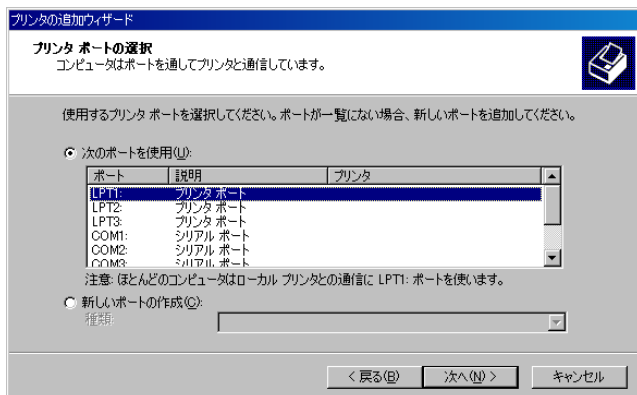 プリンタの追加ウィザード
プリンタ ポートの選択
コンピュータはポートを通してプリンタと通信しています。
使用するプリンタ ポートを選択してください。ポートが一覧にない場合、新しいポートを追加してください。
次のポートを使用(U):
ポート 説明 プリンタ
LPT1: プリンタ ポート
LPT2: プリンタ ポート
LPT3: プリンタ ポート
COM1: シリアル ポート
COM2: シリアル ポート
COM3: シリアル ポート
注意: ほとんどのコンピュータはローカル プリンタとの通信に LPT1: ポートを使います。
新しいポートの作成(C):
種類:
< 戻る(B) 次へ(N) > キャンセル